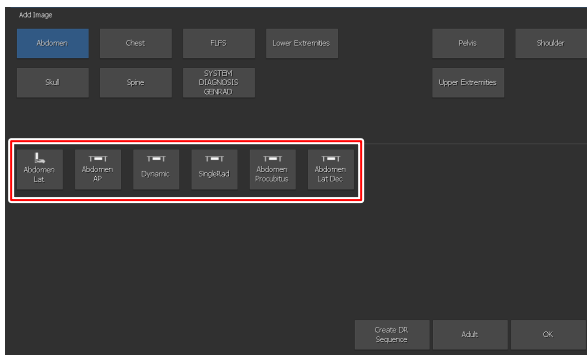 Add Image
Abdomen
Chest
FLFS
Lower Extremities
Pelvis
Shoulder
Skull
Spine
SYSTEM
DIAGNOSIS
GENRAD
Upper Extremities
Abdomen
Lat
Abdomen
AP
Dynamic
SingleRad
Abdomen
Procubitus
Abdomen
Lat Dec
Create DR
Sequence
Adult
OK